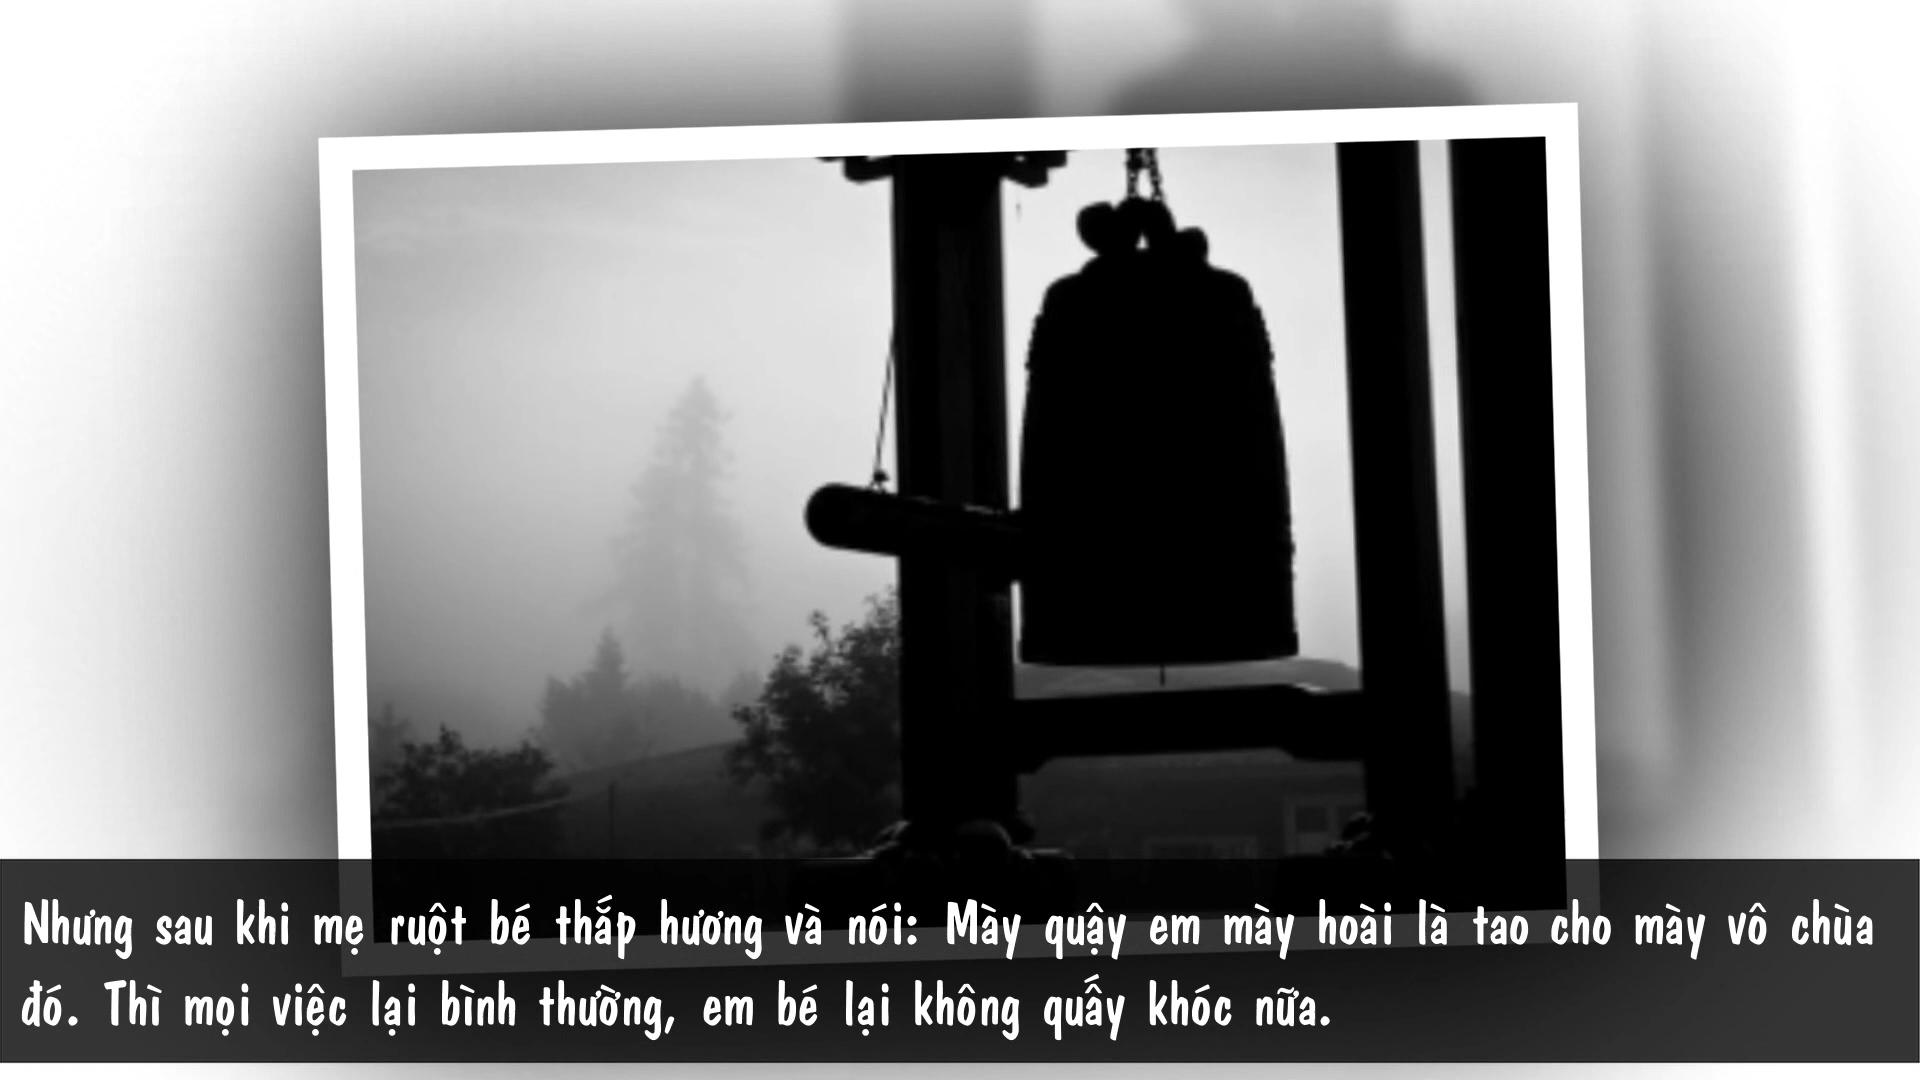 Nhưng sau khi mẹ ruột bé thắp hương và nói: Mày quậy em mày hoài là tao cho mày vô chùa
đó. Thì mọi việc lại bình thường, em bé lại không quấy khóc nữa.